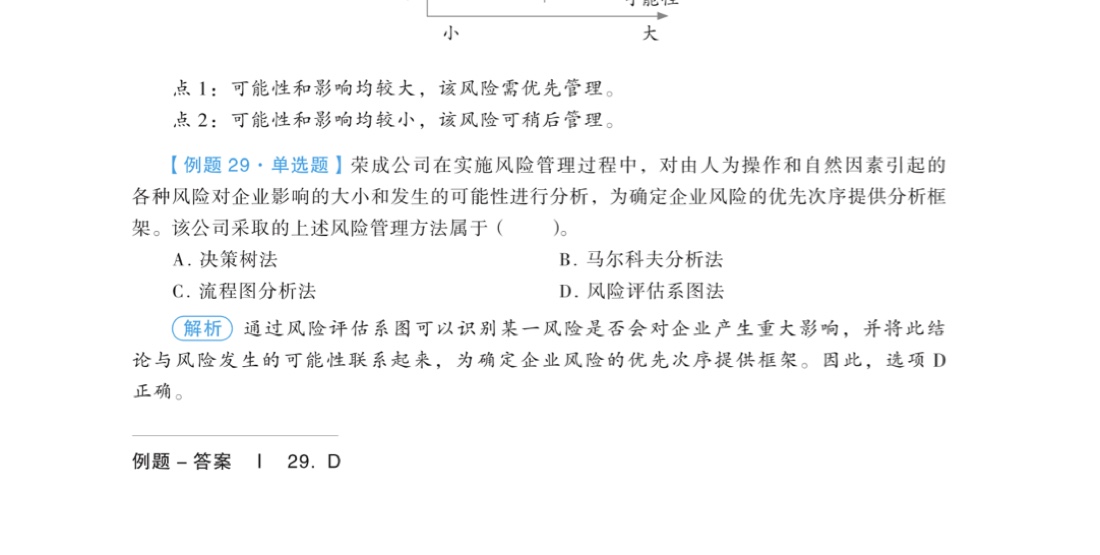 可能性
小 大
点 1：可能性和影响均较大，该风险需优先管理。
点 2：可能性和影响均较小，该风险可稍后管理。
【例题 29·单选题】荣成公司在实施风险管理过程中，对由人为操作和自然因素引起的
各种风险对企业影响的大小和发生的可能性进行分析，为确定企业风险的优先次序提供分析框
架。该公司采取的上述风险管理方法属于（ ）。
A. 决策树法 B. 马尔科夫分析法
C. 流程图分析法 D. 风险评估系图法
解析 通过风险评估系图可以识别某一风险是否会对企业产生重大影响，并将此结
论与风险发生的可能性联系起来，为确定企业风险的优先次序提供框架。因此，选项 D
正确。
例题－答案 | 29. D